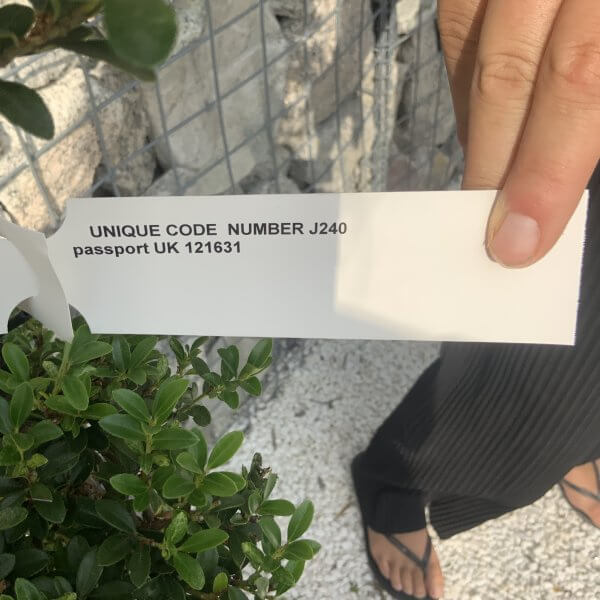 UNIQUE CODE NUMBER J240
passport UK 121631